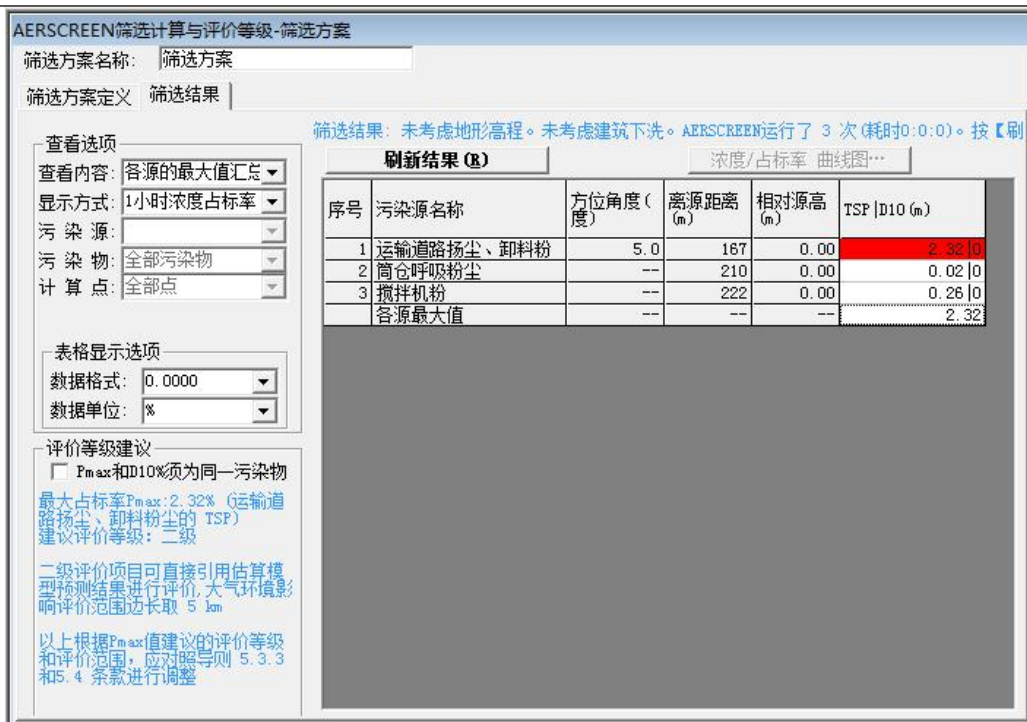 AERSCREEN筛选计算与评价等级-筛选方案
筛选方案名称: 筛选方案
筛选方案定义 筛选结果
查看选项
查看内容: 各源的最大值汇总
显示方式: 1小时浓度占标率
污 染 源:
污 染 物: 全部污染物
计 算 点: 全部点
表格显示选项
数据格式: 0.0000
数据单位: %
评价等级建议
Pmax和D10%须为同一污染物
最大占标率Pmax:2.32% (运输道
路扬尘、卸料粉尘的 TSP)
建议评价等级: 二级
二级评价项目可直接引用估算模
型预测结果进行评价,大气环境影
响评价范围边长取 5 km
以上根据Pmax值建议的评价等级
和评价范围,应对照导则 5.3.3
和5.4 条款进行调整
筛选结果: 未考虑地形高程。未考虑建筑下洗。AERSCREEN运行了 3 次(耗时0:0:0)。按【刷
刷新结果(R) 浓度/占标率 曲线图…
序号 污染源名称 方位角度(度) 离源距离(m) 相对源高(m) TSP|D10(m)
1 运输道路扬尘、卸料粉 5.0 167 0.00 2.32|0
2 筒仓呼吸粉尘 -- 210 0.00 0.02|0
3 搅拌机粉 -- 222 0.00 0.26|0
各源最大值 -- -- -- 2.32